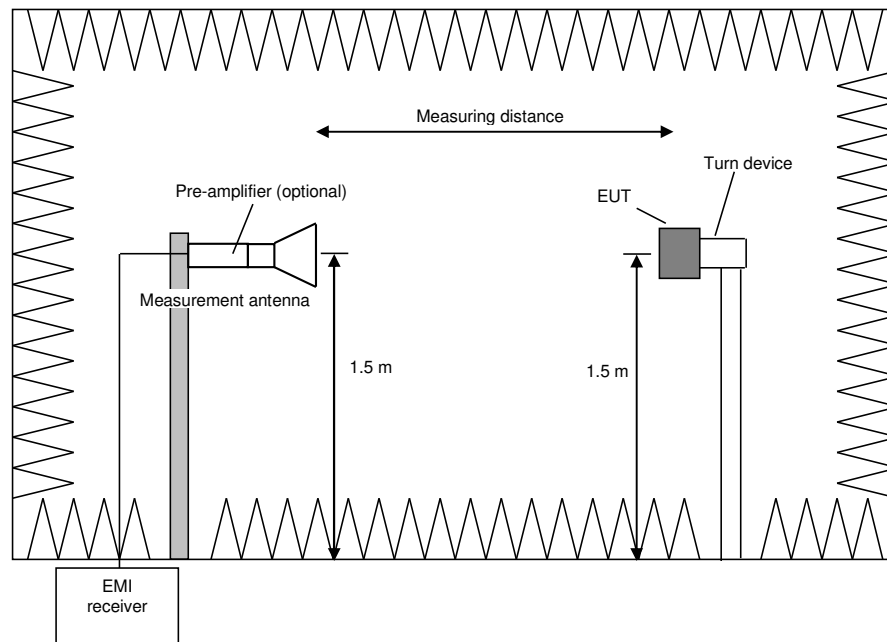 Measuring distance
Turn device
Pre-amplifier (optional)
EUT
Measurement antenna
1.5 m
1.5 m
EMI
receiver